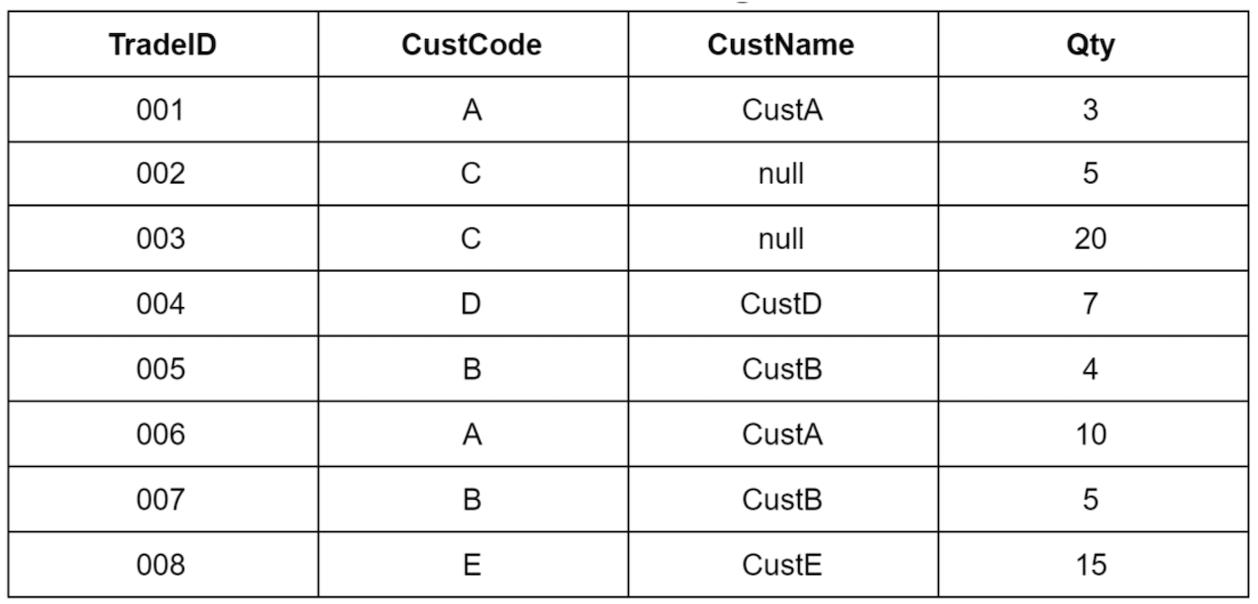 TradeID CustCode CustName Qty
001 A CustA 3
002 C null 5
003 C null 20
004 D CustD 7
005 B CustB 4
006 A CustA 10
007 B CustB 5
008 E CustE 15